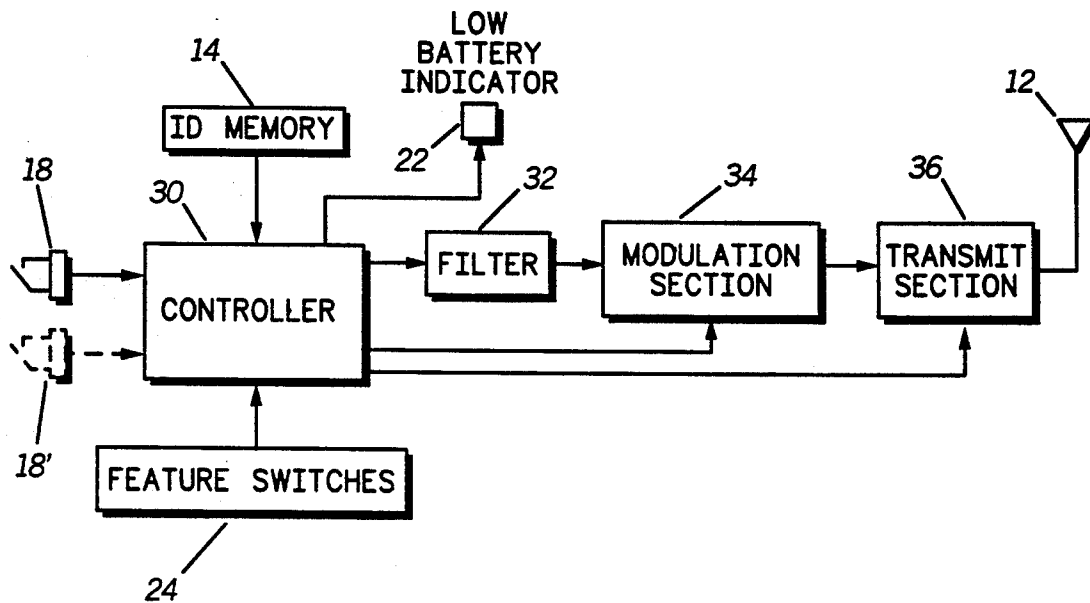 LOW
BATTERY
INDICATOR
14
12
ID MEMORY
22
18
30
32
34
36
CONTROLLER
FILTER
MODULATION
SECTION
TRANSMIT
SECTION
18'
FEATURE SWITCHES
24